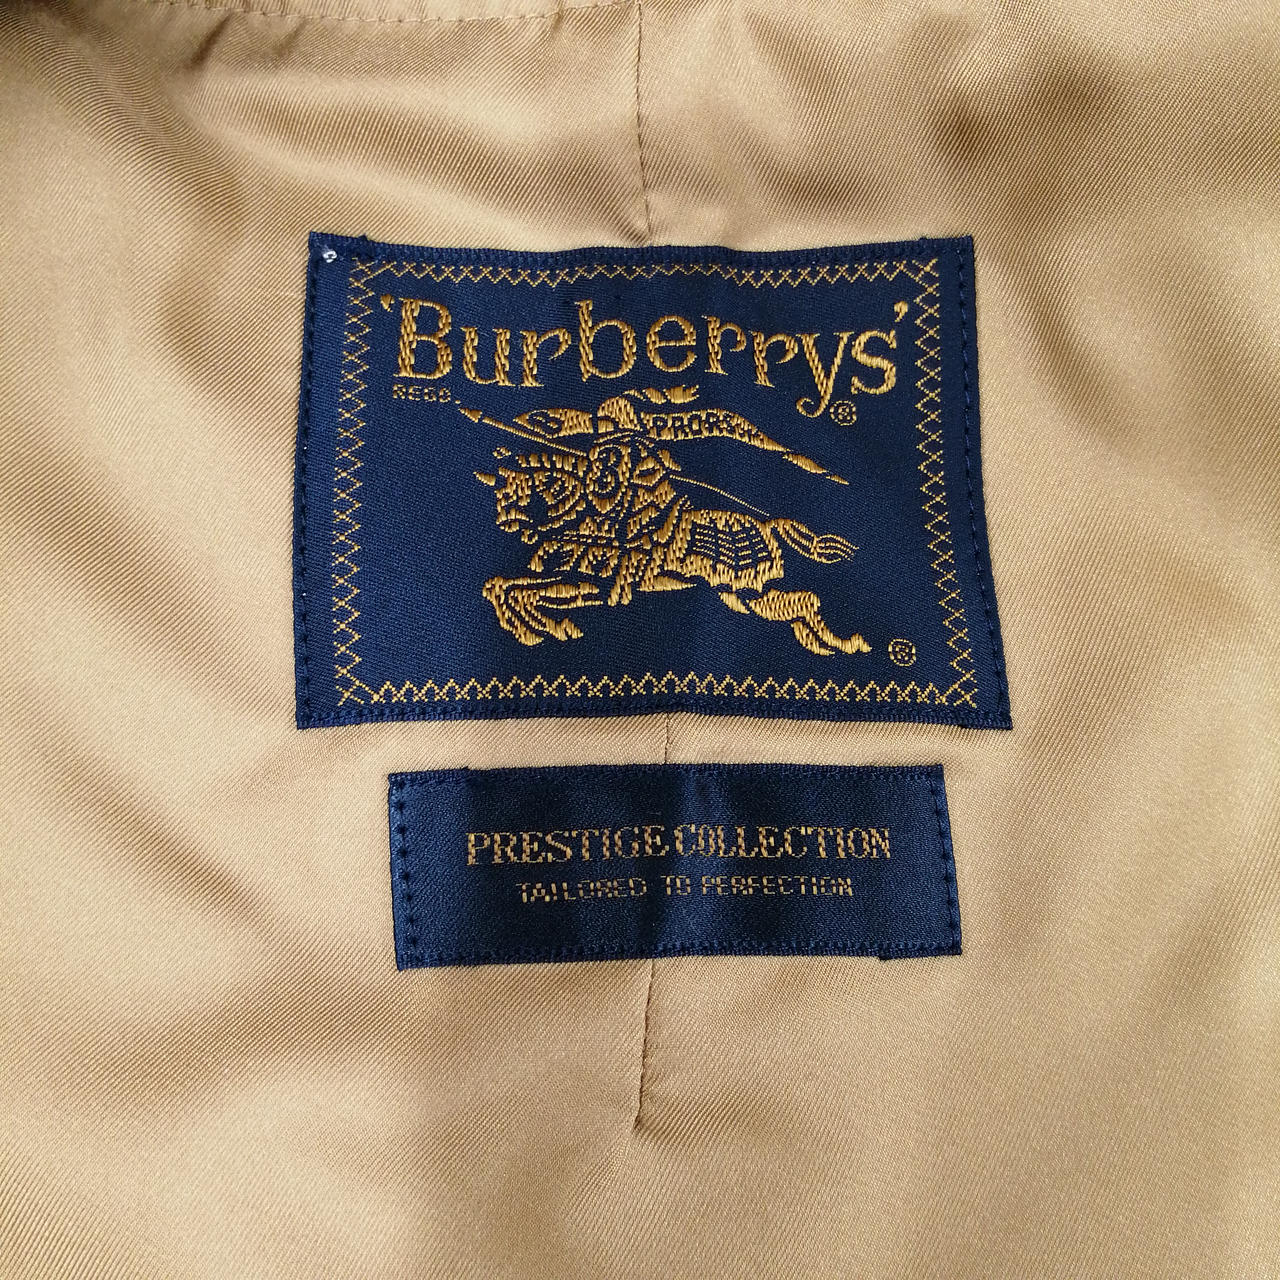 'Burberrys'
REGD.
®
PRORSUM
®
PRESTIGE COLLECTION
TAILORED TO PERFECTION